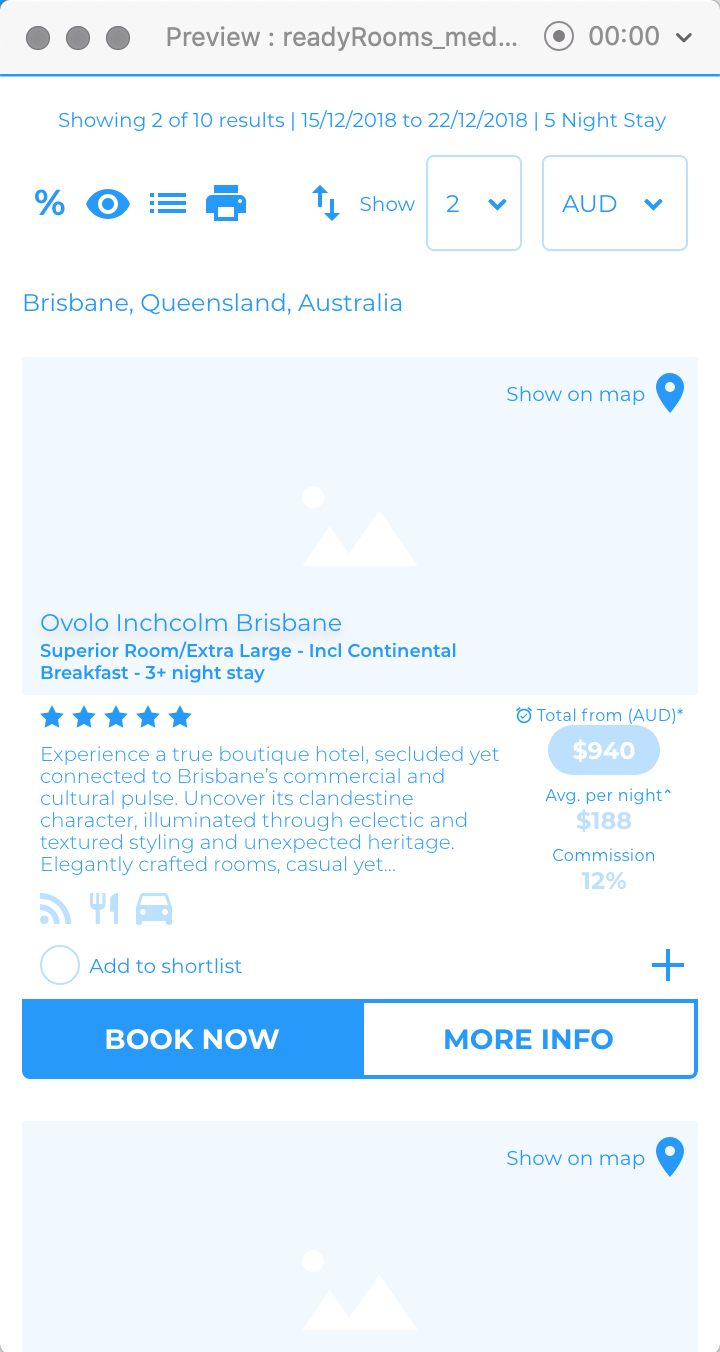 Preview : readyRooms_med... 00:00
Showing 2 of 10 results | 15/12/2018 to 22/12/2018 | 5 Night Stay
% Show 2 AUD
Brisbane, Queensland, Australia
Show on map
Ovolo Inchcolm Brisbane
Superior Room/Extra Large - Incl Continental
Breakfast - 3+ night stay
Total from (AUD)*
$940
Avg. per night^
$188
Commission
12%
Experience a true boutique hotel, secluded yet
connected to Brisbane’s commercial and
cultural pulse. Uncover its clandestine
character, illuminated through eclectic and
textured styling and unexpected heritage.
Elegantly crafted rooms, casual yet...
Add to shortlist
BOOK NOW MORE INFO
Show on map